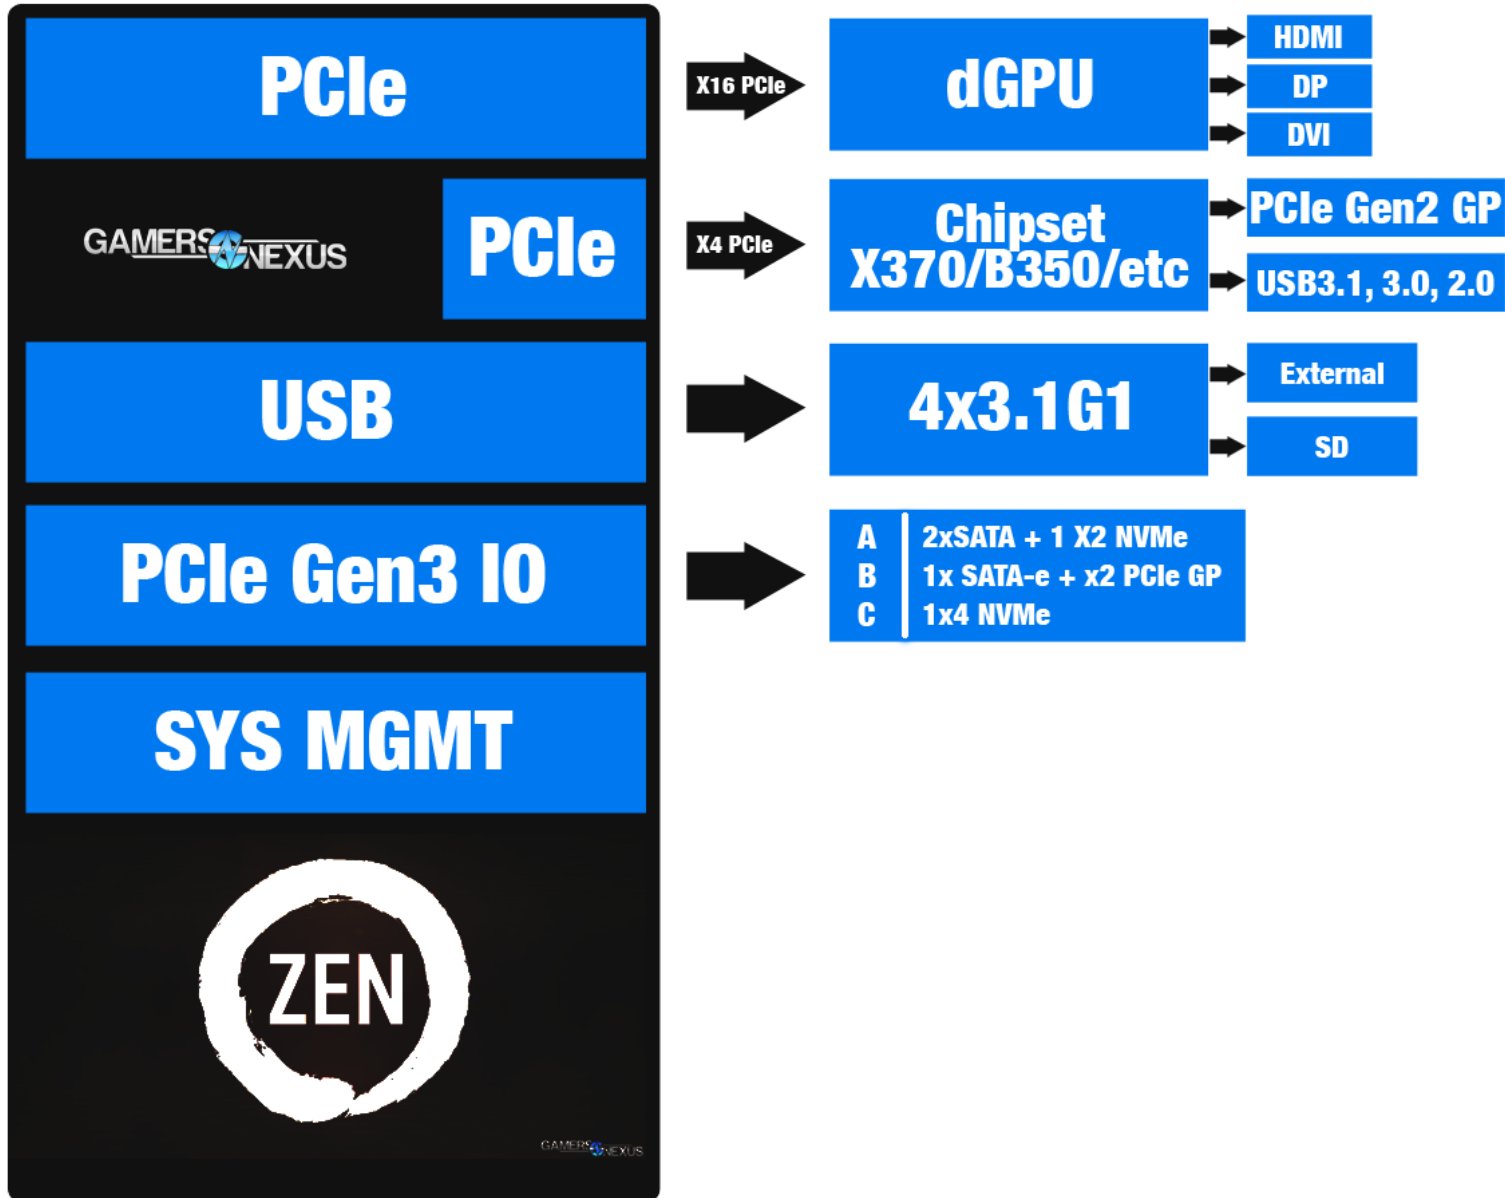 PCIe
X16 PCIe
dGPU
HDMI
DP
DVI
GAMERS NEXUS
PCIe
X4 PCIe
Chipset
X370/B350/etc
PCIe Gen2 GP
USB3.1, 3.0, 2.0
USB
4x3.1G1
External
SD
PCIe Gen3 IO
A 2xSATA + 1 X2 NVMe
B 1x SATA-e + x2 PCIe GP
C 1x4 NVMe
SYS MGMT
ZEN
GAMERS NEXUS